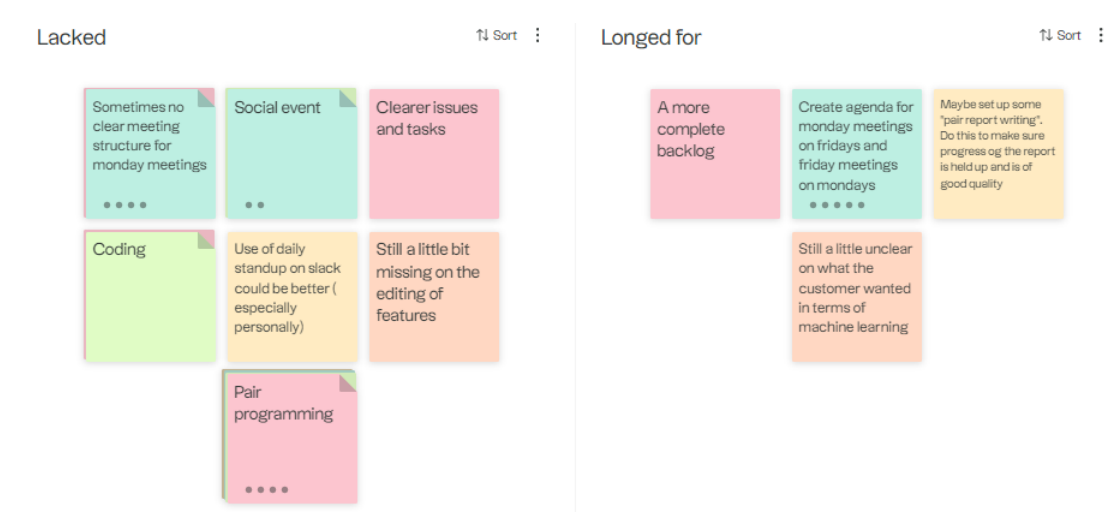 Lacked
Sort
Longed for
Sort
Sometimes no
clear meeting
structure for
monday meetings
Social event
Clearer issues
and tasks
A more
complete
backlog
Create agenda for
monday meetings
on fridays and
friday meetings
on mondays
Maybe set up some
"pair report writing".
Do this to make sure
progress og the report
is held up and is of
good quality
Coding
Use of daily
standup on slack
could be better (
especially
personally)
Still a little bit
missing on the
editing of
features
Still a little unclear
on what the
customer wanted
in terms of
machine learning
Pair
programming